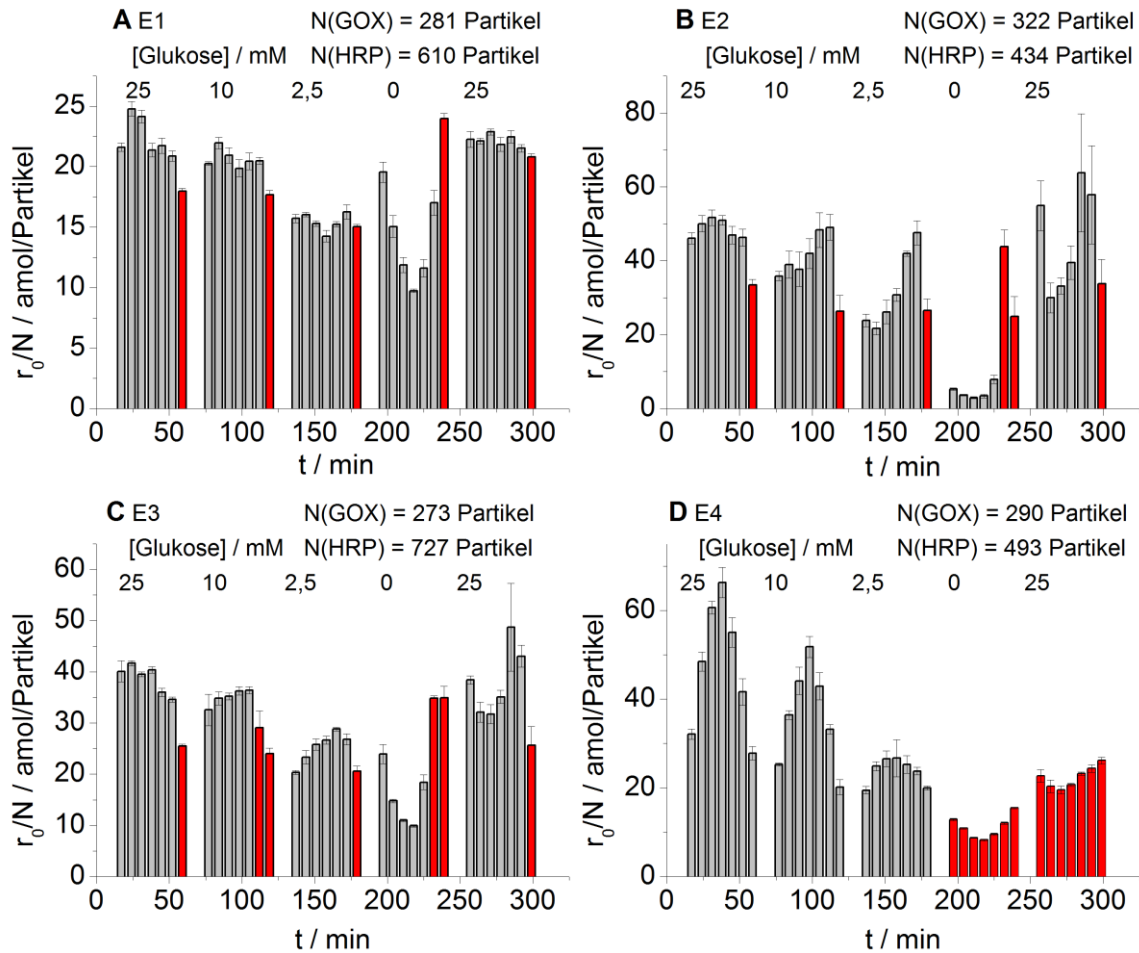 A E1 N(GOX) = 281 Partikel
[Glukose] / mM N(HRP) = 610 Partikel
25 10 2,5 0 25
r₀/N / amol/Partikel
25
20
15
10
5
0
0 50 100 150 200 250 300
t / min
B E2 N(GOX) = 322 Partikel
[Glukose] / mM N(HRP) = 434 Partikel
25 10 2,5 0 25
r₀/N / amol/Partikel
80
60
40
20
0
0 50 100 150 200 250 300
t / min
C E3 N(GOX) = 273 Partikel
[Glukose] / mM N(HRP) = 727 Partikel
25 10 2,5 0 25
r₀/N / amol/Partikel
60
50
40
30
20
10
0
0 50 100 150 200 250 300
t / min
D E4 N(GOX) = 290 Partikel
[Glukose] / mM N(HRP) = 493 Partikel
25 10 2,5 0 25
r₀/N / amol/Partikel
60
40
20
0
0 50 100 150 200 250 300
t / min